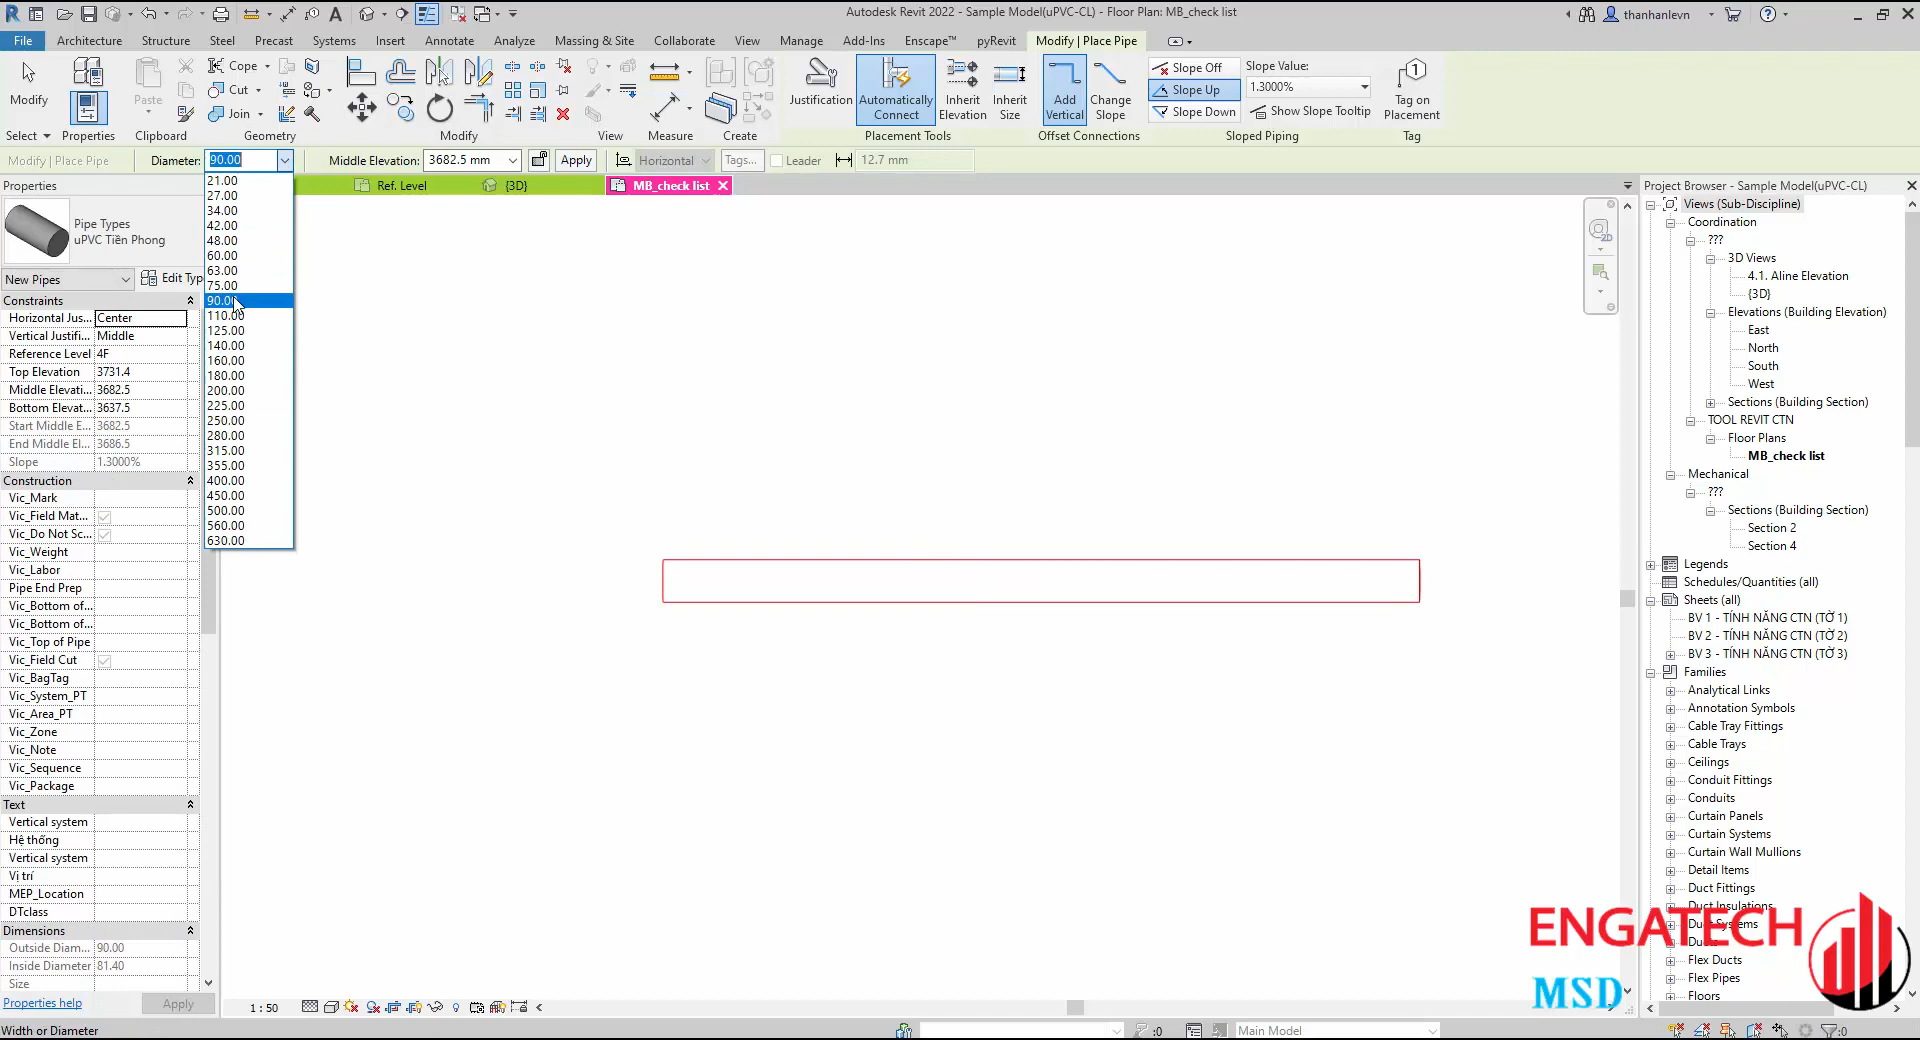 Autodesk Revit 2022 - Sample Model(uPVC-CL) - Floor Plan: MB_check list
thanhanlevn
File
Architecture
Structure
Steel
Precast
Systems
Insert
Annotate
Analyze
Massing & Site
Collaborate
View
Manage
Add-Ins
Enscape™
pyRevit
Modify | Place Pipe
Modify
Select
Properties
Paste
Clipboard
Cope
Cut
Join
Geometry
Modify
View
Measure
Create
Justification
Automatically Connect
Inherit Elevation
Inherit Size
Placement Tools
Add Vertical
Change Slope
Offset Connections
Slope Off
Slope Up
Slope Down
Slope Value:
1.3000%
Show Slope Tooltip
Sloped Piping
Tag on Placement
Tag
Modify | Place Pipe
Diameter: 90.00
Middle Elevation: 3682.5 mm
Apply
Horizontal
Tags...
Leader
12.7 mm
21.00
27.00
34.00
42.00
48.00
60.00
63.00
75.00
90.00
110.00
125.00
140.00
160.00
180.00
200.00
225.00
250.00
280.00
315.00
355.00
400.00
450.00
500.00
560.00
630.00
Ref. Level
{3D}
MB_check list
Properties
Pipe Types
uPVC Tiền Phong
New Pipes
Edit Typ
Constraints
Horizontal Jus... Center
Vertical Justifi... Middle
Reference Level 4F
Top Elevation 3731.4
Middle Elevati... 3682.5
Bottom Elevat... 3637.5
Start Middle E... 3682.5
End Middle El... 3686.5
Slope 1.3000%
Construction
Vic_Mark
Vic_Field Mat...
Vic_Do Not Sc...
Vic_Weight
Vic_Labor
Pipe End Prep
Vic_Bottom of...
Vic_Bottom of...
Vic_Top of Pipe
Vic_Field Cut
Vic_BagTag
Vic_System_PT
Vic_Area_PT
Vic_Zone
Vic_Note
Vic_Sequence
Vic_Package
Text
Vertical system
Hệ thống
Vertical system
Vị trí
MEP_Location
DTclass
Dimensions
Outside Diam... 90.00
Inside Diameter 81.40
Size
Properties help
Apply
Project Browser - Sample Model(uPVC-CL)
Views (Sub-Discipline)
Coordination
???
3D Views
4.1. Aline Elevation
{3D}
Elevations (Building Elevation)
East
North
South
West
Sections (Building Section)
TOOL REVIT CTN
Floor Plans
MB_check list
Mechanical
???
Sections (Building Section)
Section 2
Section 4
Legends
Schedules/Quantities (all)
Sheets (all)
BV 1 - TÍNH NĂNG CTN (TỜ 1)
BV 2 - TÍNH NĂNG CTN (TỜ 2)
BV 3 - TÍNH NĂNG CTN (TỜ 3)
Families
Analytical Links
Annotation Symbols
Cable Tray Fittings
Cable Trays
Ceilings
Conduit Fittings
Conduits
Curtain Panels
Curtain Systems
Curtain Wall Mullions
Detail Items
Duct Fittings
Duct Insulations
Duct Systems
Ducts
Flex Ducts
Flex Pipes
Floors
ENGATECH
MSD
1 : 50
Width or Diameter
:0
Main Model
:0